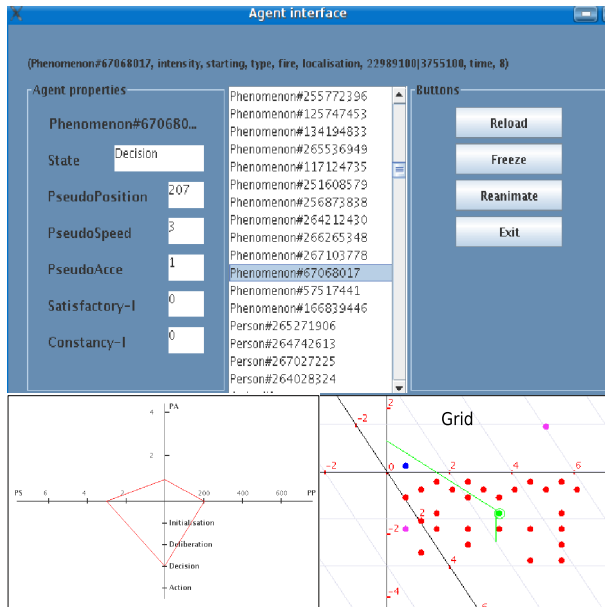 Agent interface
(Phenomenon#67068017, intensity, starting, type, fire, localisation, 22989100|3755100, time, 8)
Agent properties
Phenomenon#670680...
State Decision
PseudoPosition 207
PseudoSpeed 3
PseudoAcce 1
Satisfactory-I 0
Constancy-I 0
Phenomenon#255772396
Phenomenon#125747453
Phenomenon#134194833
Phenomenon#265536949
Phenomenon#117124735
Phenomenon#251608579
Phenomenon#256873838
Phenomenon#264212430
Phenomenon#266265348
Phenomenon#267103778
Phenomenon#67068017
Phenomenon#57517441
Phenomenon#166839446
Person#265271906
Person#264742613
Person#267027225
Person#264028324
Buttons
Reload
Freeze
Reanimate
Exit
PA
4
2
PS 6 4 2 200 400 600 PP
Initialisation
Deliberation
Decision
Action
Grid
2
-2
-2 0 2 4 6
-2
2
-2
4
-4
6